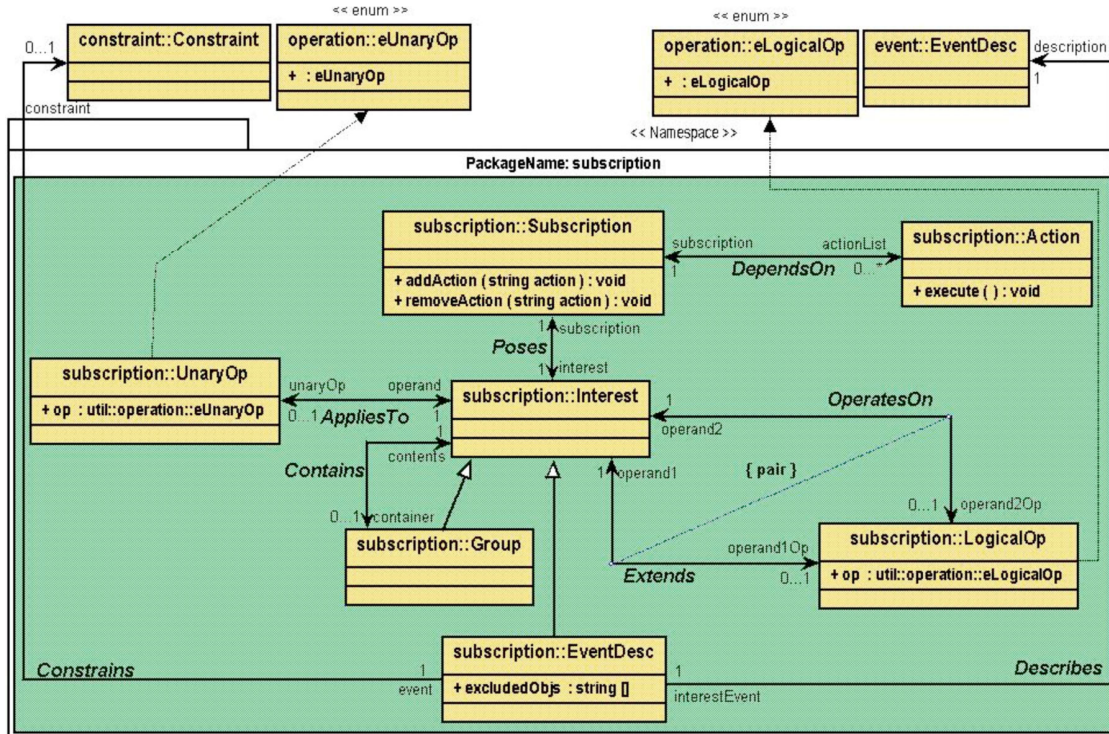 << enum >>
<< enum >>
constraint::Constraint
operation::eUnaryOp
operation::eLogicalOp
event::EventDesc
description
0...1
+ : eUnaryOp
+ : eLogicalOp
1
constraint
<< Namespace >>
PackageName: subscription
subscription::Subscription
subscription::Action
subscription
actionList
1
DependsOn
0...*
+ addAction ( string action ) : void
+ removeAction ( string action ) : void
+ execute ( ) : void
1
subscription
Poses
1
interest
subscription::UnaryOp
unaryOp
operand
subscription::Interest
OperatesOn
+ op : util::operation::eUnaryOp
0...1
AppliesTo
1
1
operand2
1
contents
Contains
1
operand1
{ pair }
0...1
container
0...1
operand2Op
subscription::Group
subscription::LogicalOp
operand1Op
Extends
0...1
+ op : util::operation::eLogicalOp
subscription::EventDesc
Constrains
1
1
Describes
event
+ excludedObjs : string []
interestEvent